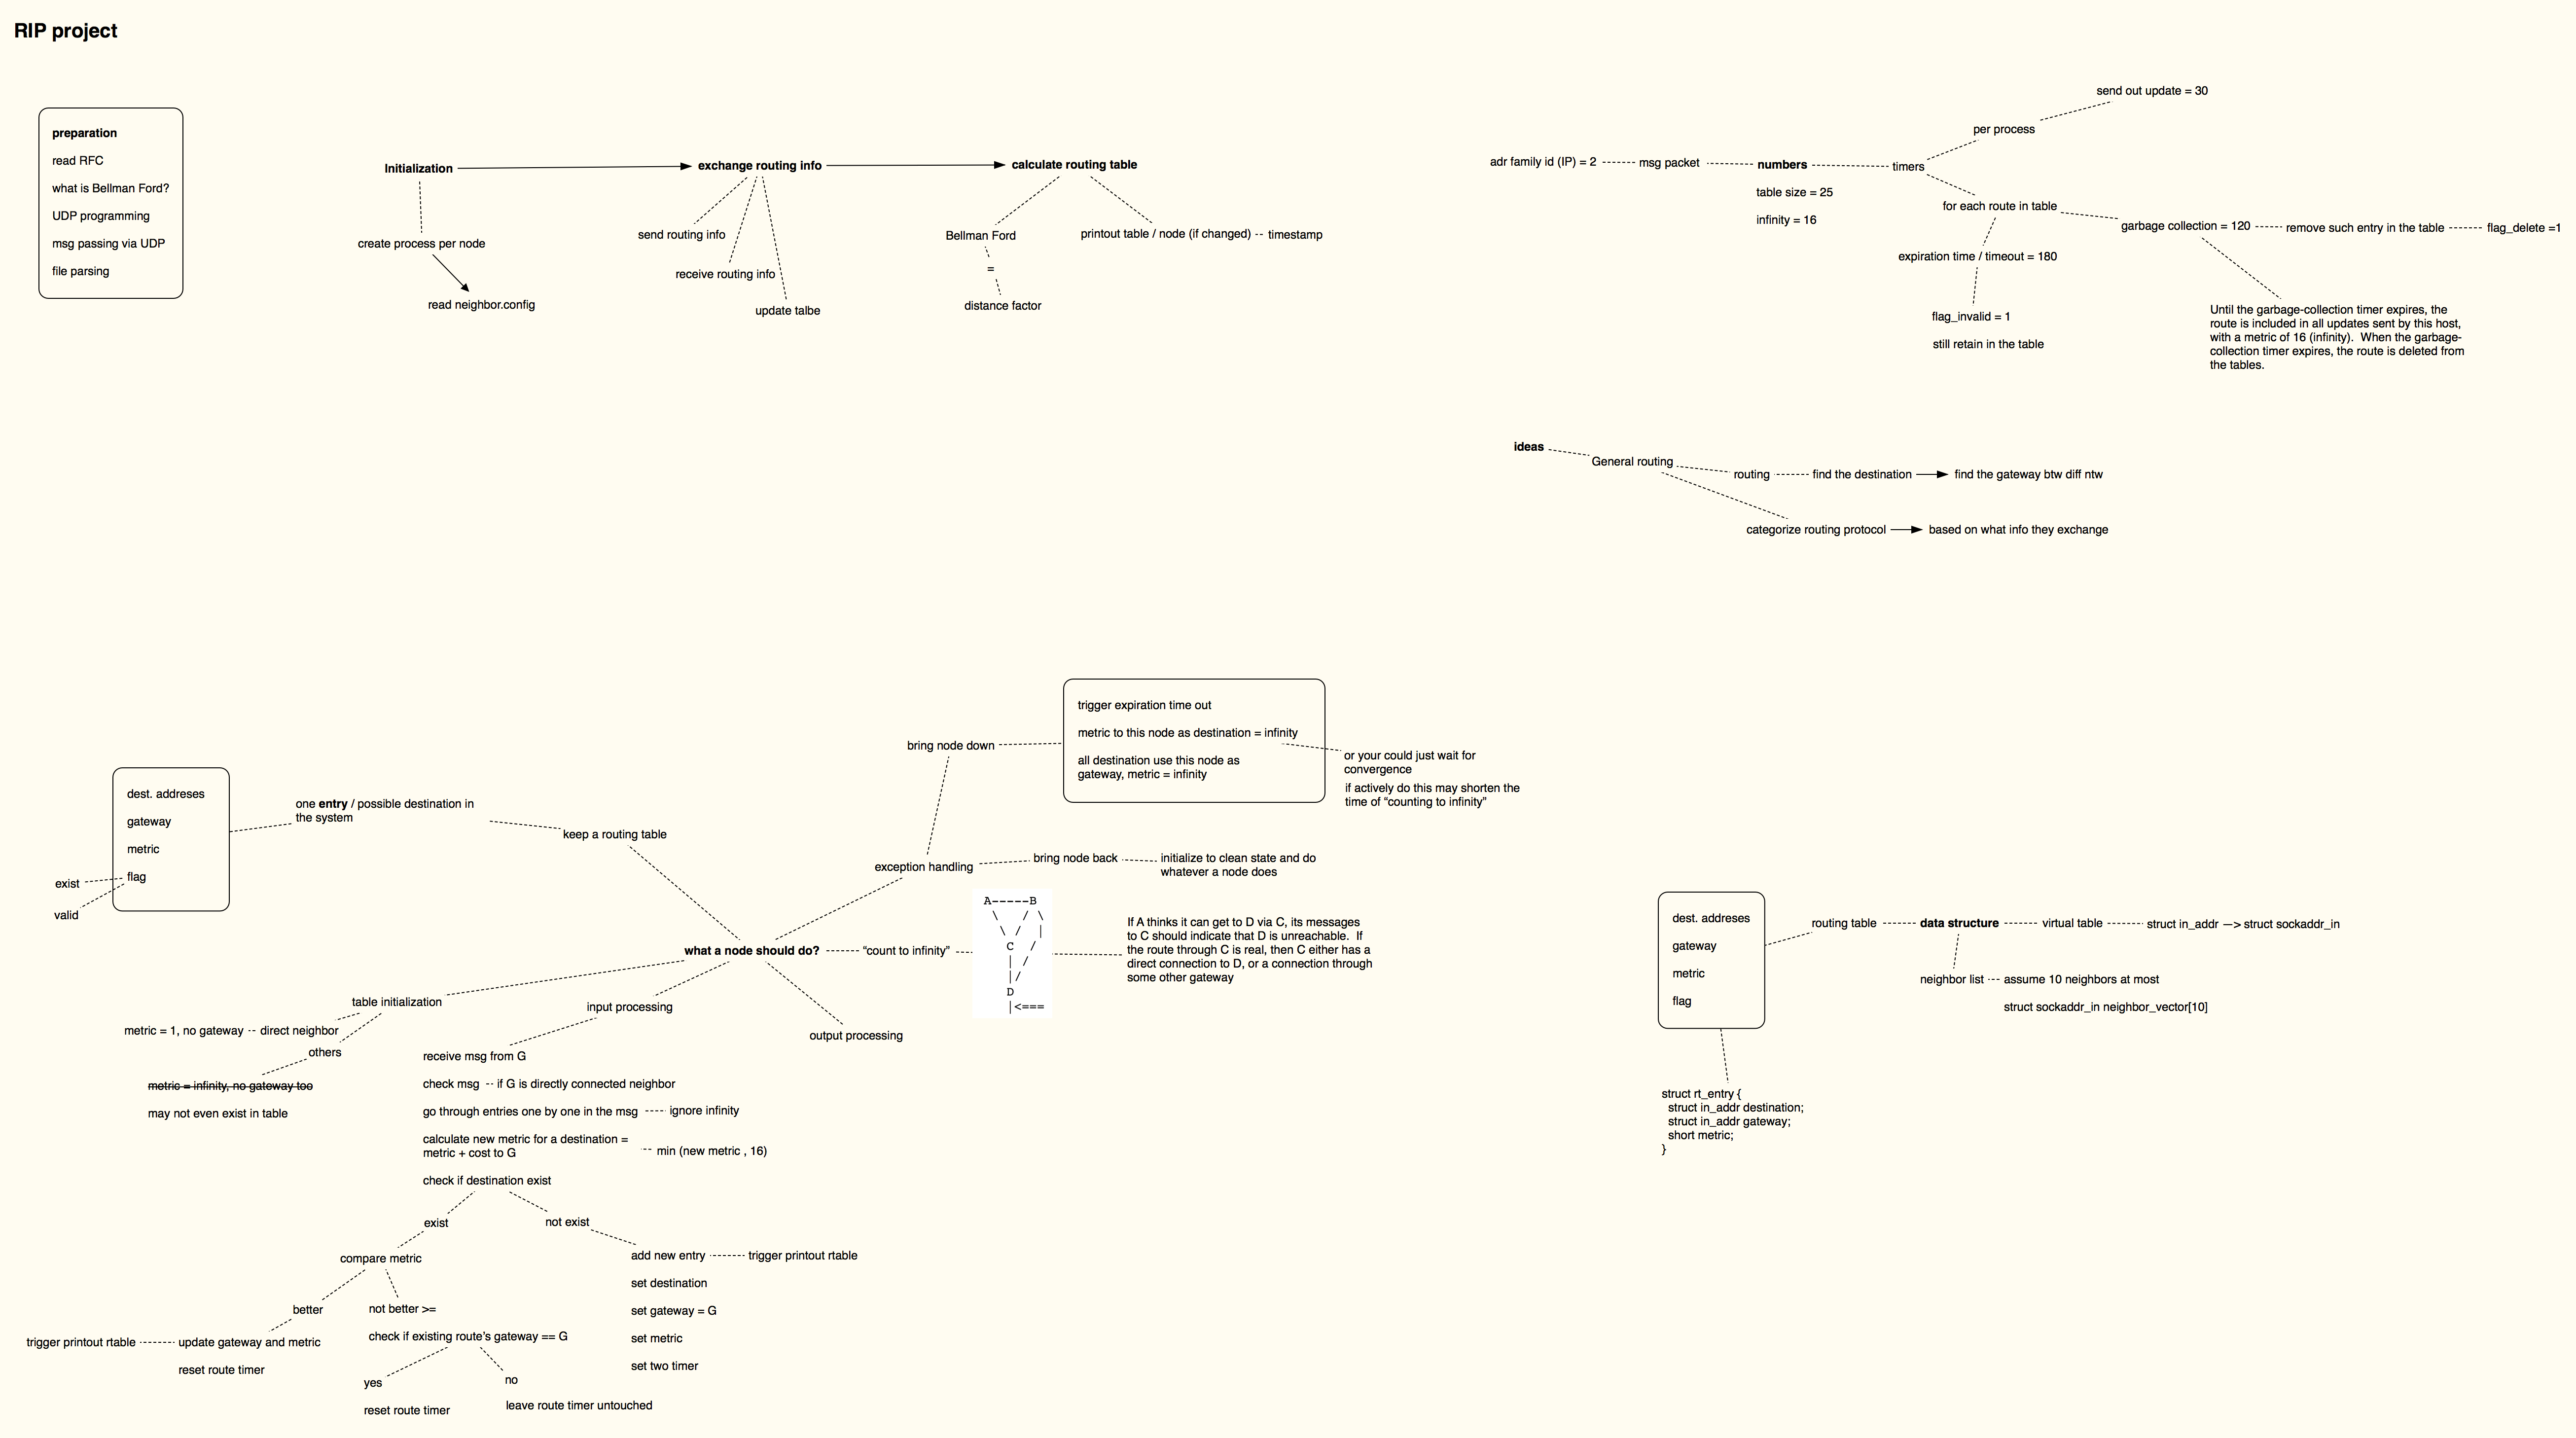 RIP project
preparation
read RFC
what is Bellman Ford?
UDP programming
msg passing via UDP
file parsing
Initialization
create process per node
read neighbor.config
exchange routing info
send routing info
receive routing info
update talbe
calculate routing table
Bellman Ford
=
distance factor
printout table / node (if changed) -- timestamp
adr family id (IP) = 2
msg packet
numbers
table size = 25
infinity = 16
timers
per process
send out update = 30
for each route in table
expiration time / timeout = 180
flag_invalid = 1
still retain in the table
garbage collection = 120
remove such entry in the table
flag_delete =1
Until the garbage-collection timer expires, the
route is included in all updates sent by this host,
with a metric of 16 (infinity).  When the garbage-
collection timer expires, the route is deleted from
the tables.
ideas
General routing
routing
find the destination
find the gateway btw diff ntw
categorize routing protocol
based on what info they exchange
trigger expiration time out
metric to this node as destination = infinity
all destination use this node as
gateway, metric = infinity
or your could just wait for
convergence
if actively do this may shorten the
time of “counting to infinity”
bring node down
exception handling
bring node back
initialize to clean state and do
whatever a node does
dest. addreses
gateway
metric
flag
exist
valid
one entry / possible destination in
the system
keep a routing table
what a node should do?
“count to infinity”
A-----B
\ / \
\ / |
C /
| /
|/
D
|<===
If A thinks it can get to D via C, its messages
to C should indicate that D is unreachable.  If
the route through C is real, then C either has a
direct connection to D, or a connection through
some other gateway
table initialization
metric = 1, no gateway -- direct neighbor
others
metric = infinity, no gateway too
may not even exist in table
input processing
output processing
receive msg from G
check msg  -- if G is directly connected neighbor
go through entries one by one in the msg
ignore infinity
calculate new metric for a destination =
metric + cost to G
min (new metric , 16)
check if destination exist
exist
not exist
compare metric
better
not better >=
trigger printout rtable
update gateway and metric
reset route timer
check if existing route's gateway == G
yes
reset route timer
no
leave route timer untouched
add new entry
trigger printout rtable
set destination
set gateway = G
set metric
set two timer
dest. addreses
gateway
metric
flag
routing table
data structure
virtual table
struct in_addr —> struct sockaddr_in
neighbor list
assume 10 neighbors at most
struct sockaddr_in neighbor_vector[10]
struct rt_entry {
struct in_addr destination;
struct in_addr gateway;
short metric;
}